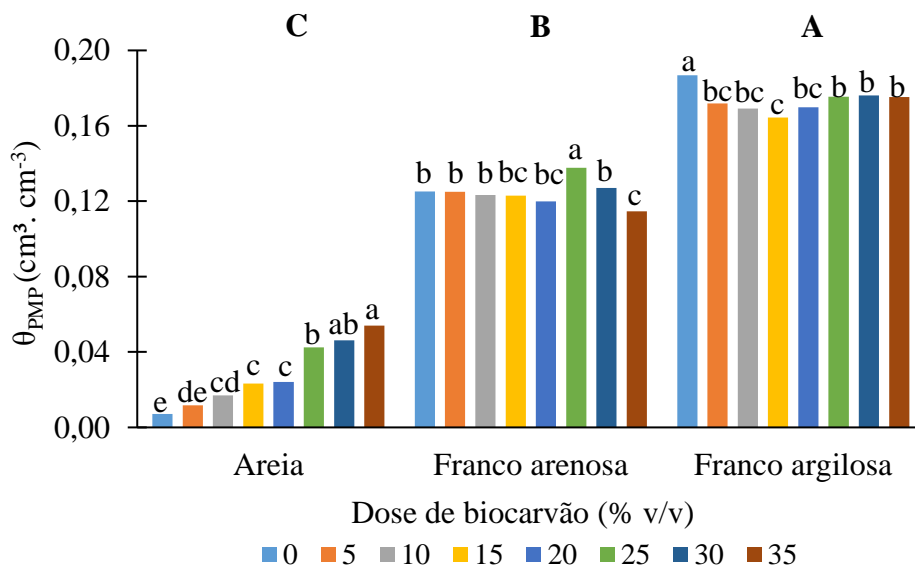 C B A
0,20
0,16
0,12
0,08
0,04
0,00
θPMP (cm³. cm-3)
e de cd c c b ab a
b b b bc bc a b c
a bc bc c bc b b b
Areia Franco arenosa Franco argilosa
Dose de biocarvão (% v/v)
0 5 10 15 20 25 30 35